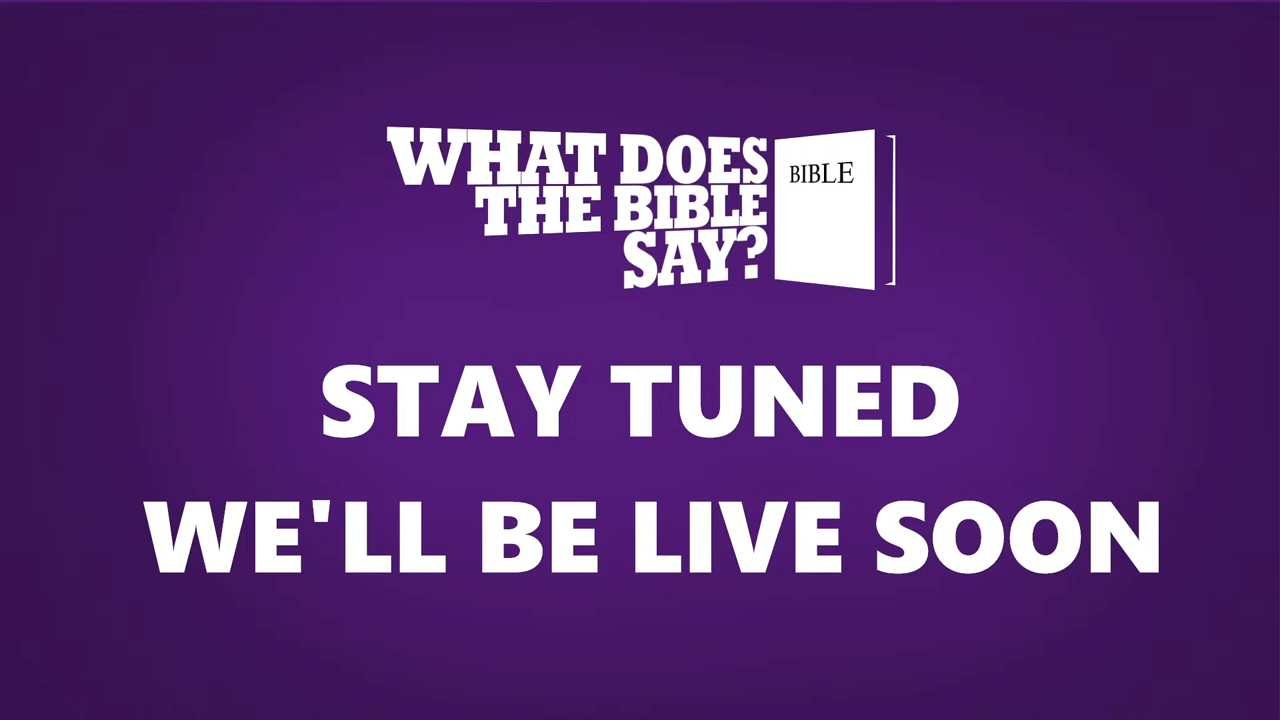 WHAT DOES
THE BIBLE
SAY?
BIBLE
STAY TUNED
WE'LL BE LIVE SOON